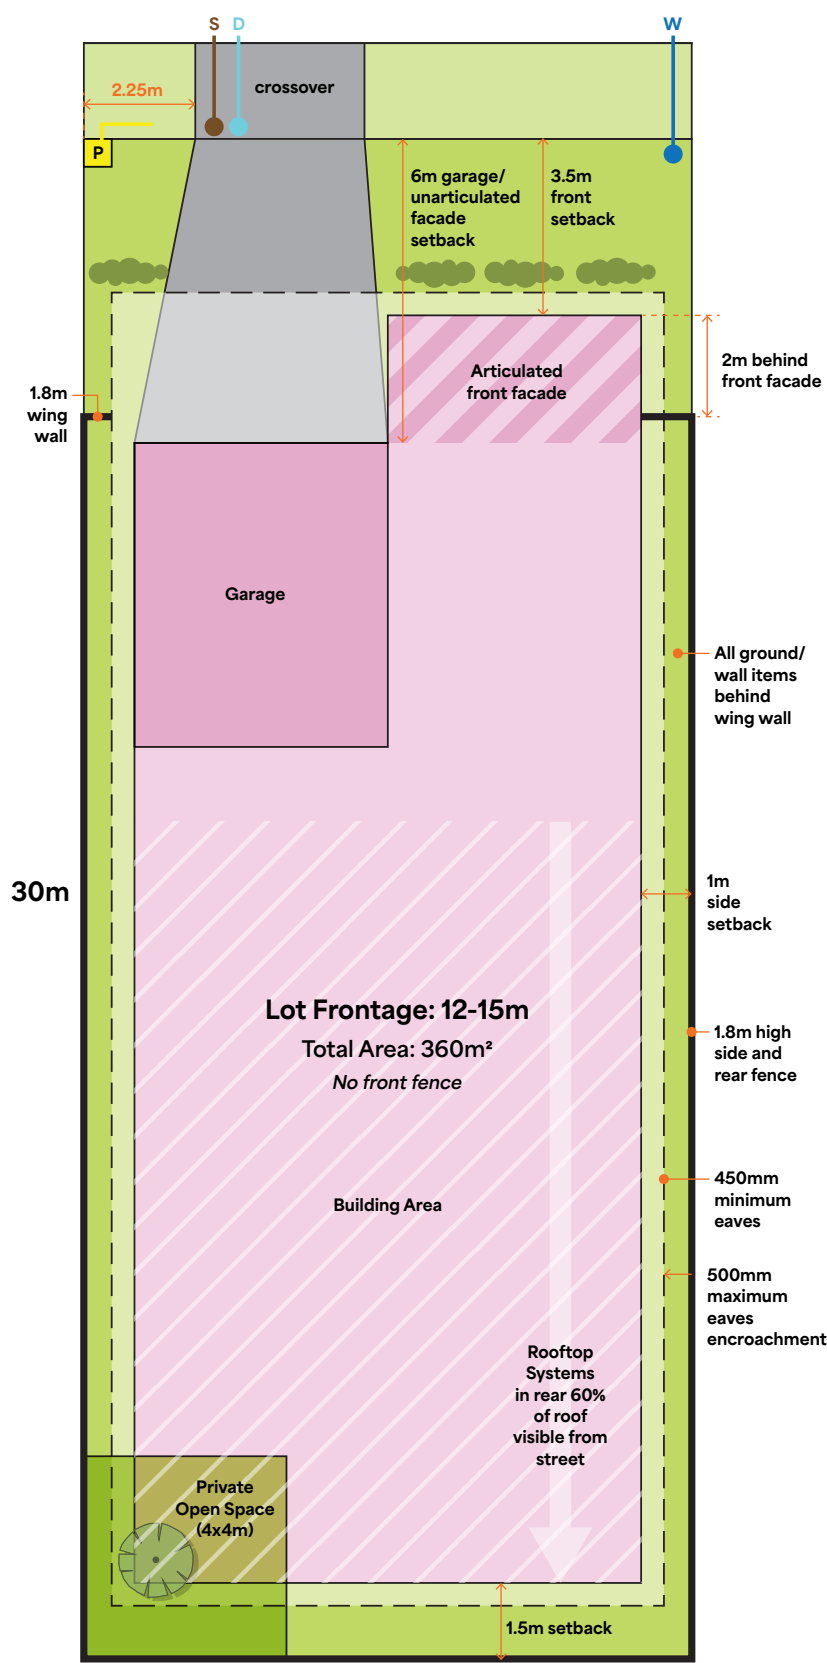 S D W
crossover
2.25m
P
6m garage/
unarticulated
facade
setback
3.5m
front
setback
2m behind
front facade
Articulated
front facade
1.8m
wing
wall
Garage
All ground/
wall items
behind
wing wall
30m
1m
side
setback
Lot Frontage: 12-15m
Total Area: 360m²
No front fence
1.8m high
side and
rear fence
Building Area
450mm
minimum
eaves
500mm
maximum
eaves
encroachment
Rooftop
Systems
in rear 60%
of roof
visible from
street
Private
Open Space
(4x4m)
1.5m setback